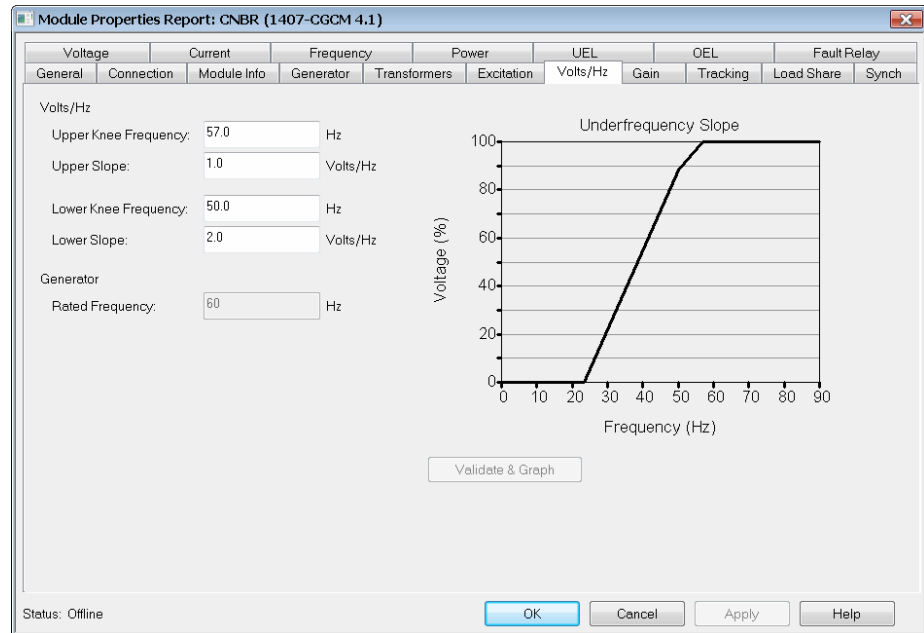 Module Properties Report: CNBR (1407-CGCM 4.1)
Voltage Current Frequency Power UEL OEL Fault Relay
General Connection Module Info Generator Transformers Excitation Volts/Hz Gain Tracking Load Share Synch
Volts/Hz
Upper Knee Frequency: 57.0 Hz
Upper Slope: 1.0 Volts/Hz
Lower Knee Frequency: 50.0 Hz
Lower Slope: 2.0 Volts/Hz
Generator
Rated Frequency: 60 Hz
Underfrequency Slope
Voltage (%)
100
80
60
40
20
0
0 10 20 30 40 50 60 70 80 90
Frequency (Hz)
Validate & Graph
Status: Offline
OK Cancel Apply Help